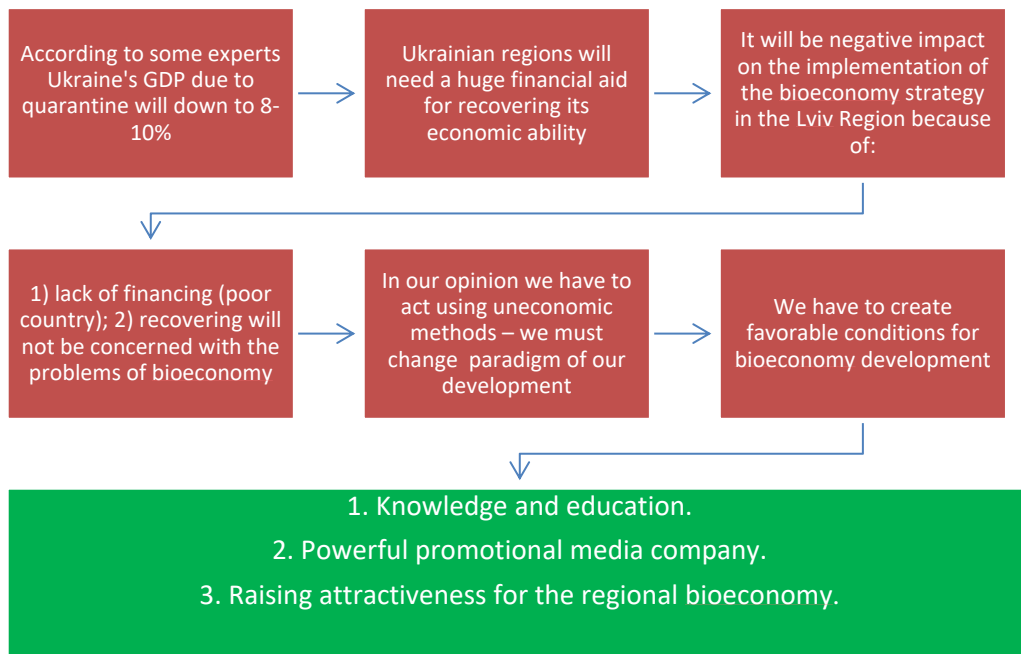 According to some experts
Ukraine's GDP due to
quarantine will down to 8-
10%
Ukrainian regions will
need a huge financial aid
for recovering its
economic ability
It will be negative impact
on the implementation of
the bioeconomy strategy
in the Lviv Region because
of:
1) lack of financing (poor
country); 2) recovering will
not be concerned with the
problems of bioeconomy
In our opinion we have to
act using uneconomic
methods – we must
change paradigm of our
development
We have to create
favorable conditions for
bioeconomy development
1. Knowledge and education.
2. Powerful promotional media company.
3. Raising attractiveness for the regional bioeconomy.